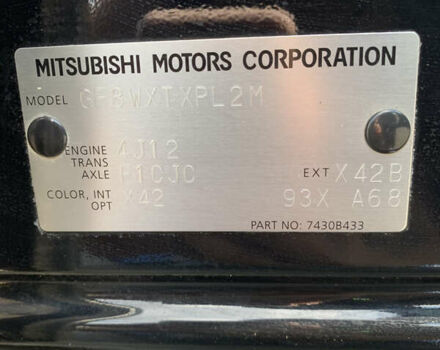 MITSUBISHI MOTORS CORPORATION
MODEL GF8WXTXPL2M
ENGINE 4J12
TRANS
AXLE F1CJC EXT X42B
COLOR, INT X42 93X A68
OPT
PART NO: 7430B433